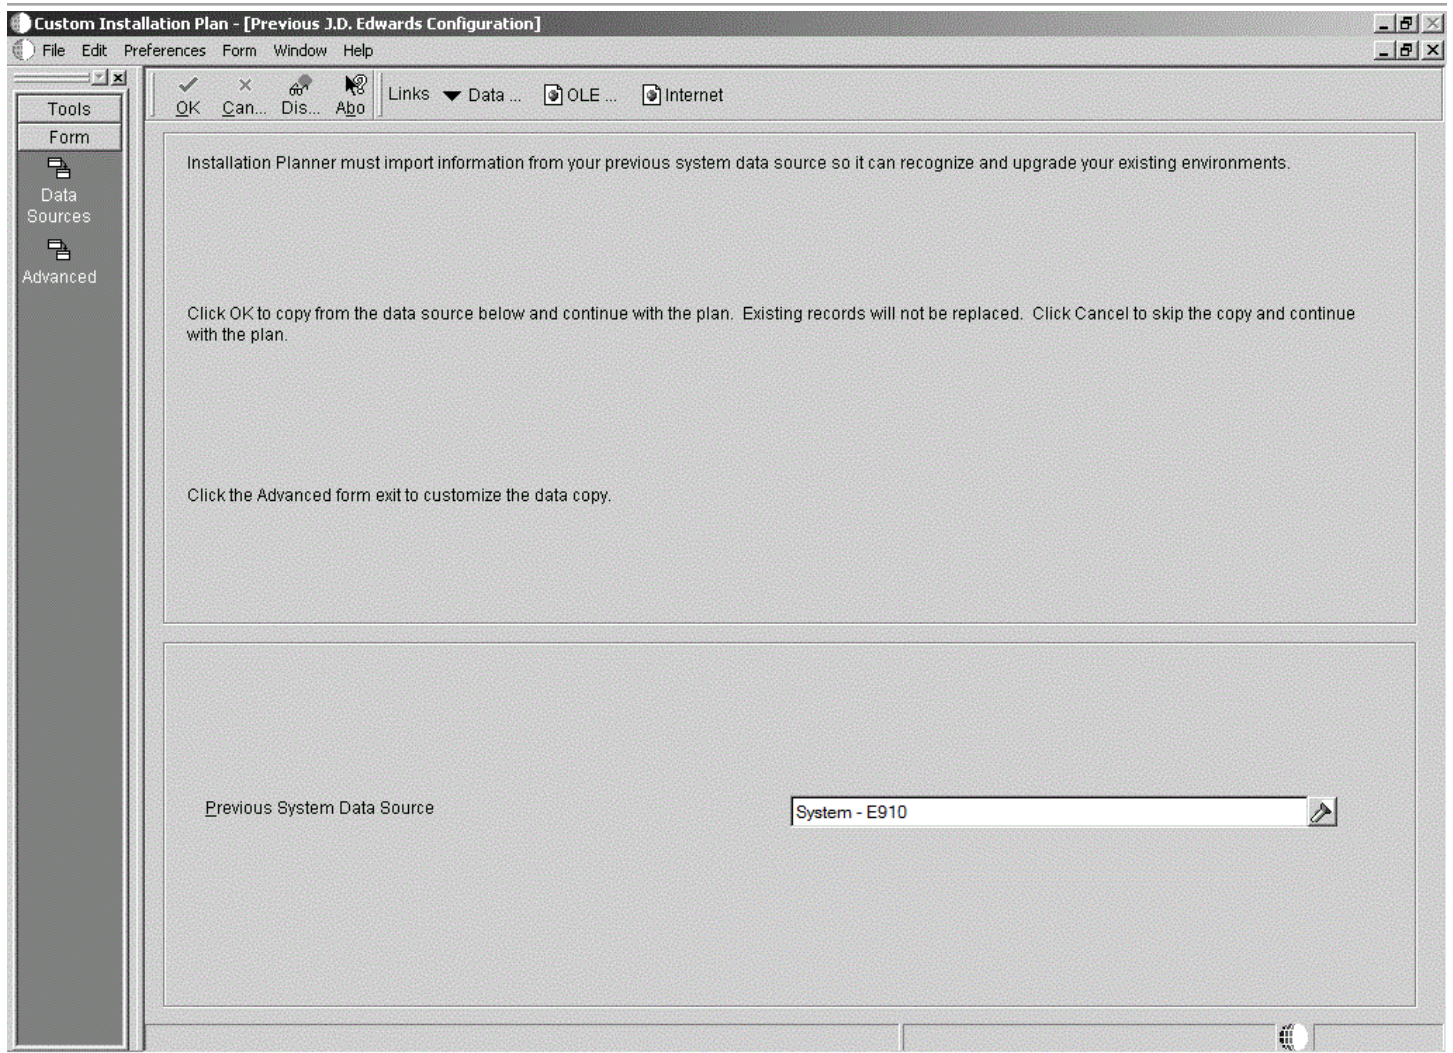 Custom Installation Plan - [Previous J.D. Edwards Configuration]
File Edit Preferences Form Window Help
Tools
Form
Data
Sources
Advanced
OK Can... Dis... Abo Links Data ... OLE ... Internet
Installation Planner must import information from your previous system data source so it can recognize and upgrade your existing environments.
Click OK to copy from the data source below and continue with the plan. Existing records will not be replaced. Click Cancel to skip the copy and continue
with the plan.
Click the Advanced form exit to customize the data copy.
Previous System Data Source System - E910